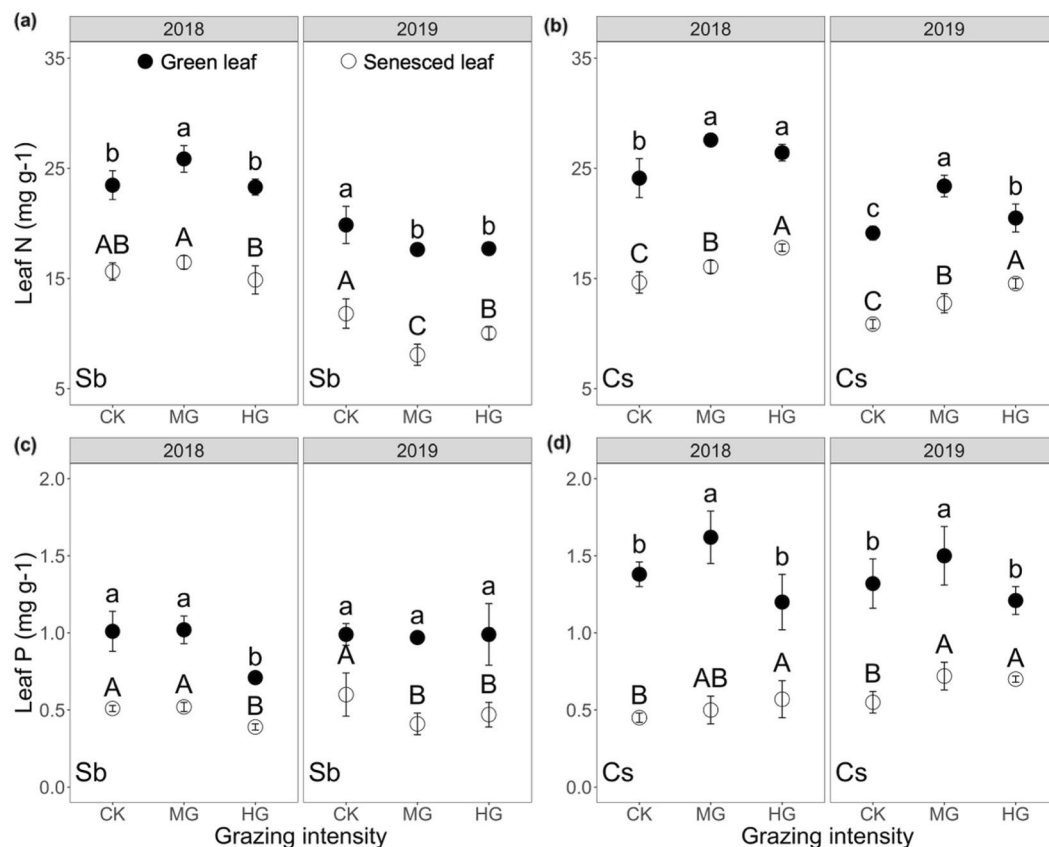 (a) 2018 2019 (b) 2018 2019
Green leaf Senesced leaf
Leaf N (mg g-1)
35
25
15
5
b a b
AB A B
Sb
a b b
A C B
Sb
b a a
C B A
Cs
c a b
C B A
Cs
CK MG HG CK MG HG CK MG HG CK MG HG
(c) 2018 2019 (d) 2018 2019
Leaf P (mg g-1)
2.0
1.5
1.0
0.5
0.0
a a b
A A B
Sb
a a a
A B B
Sb
b a b
B AB A
Cs
b a b
B A A
Cs
CK MG HG CK MG HG CK MG HG CK MG HG
Grazing intensity Grazing intensity
35
25
15
5
2.0
1.5
1.0
0.5
0.0